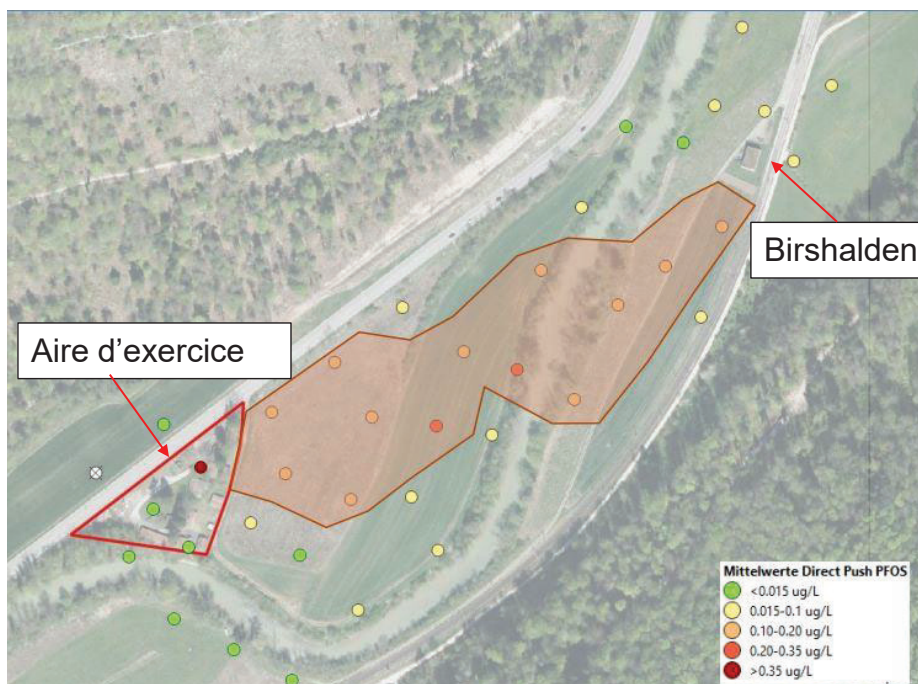 Birshalden
Aire d'exercice
Mittelwerte Direct Push PFOS
<0.015 ug/L
0.015-0.1 ug/L
0.10-0.20 ug/L
0.20-0.35 ug/L
>0.35 ug/L